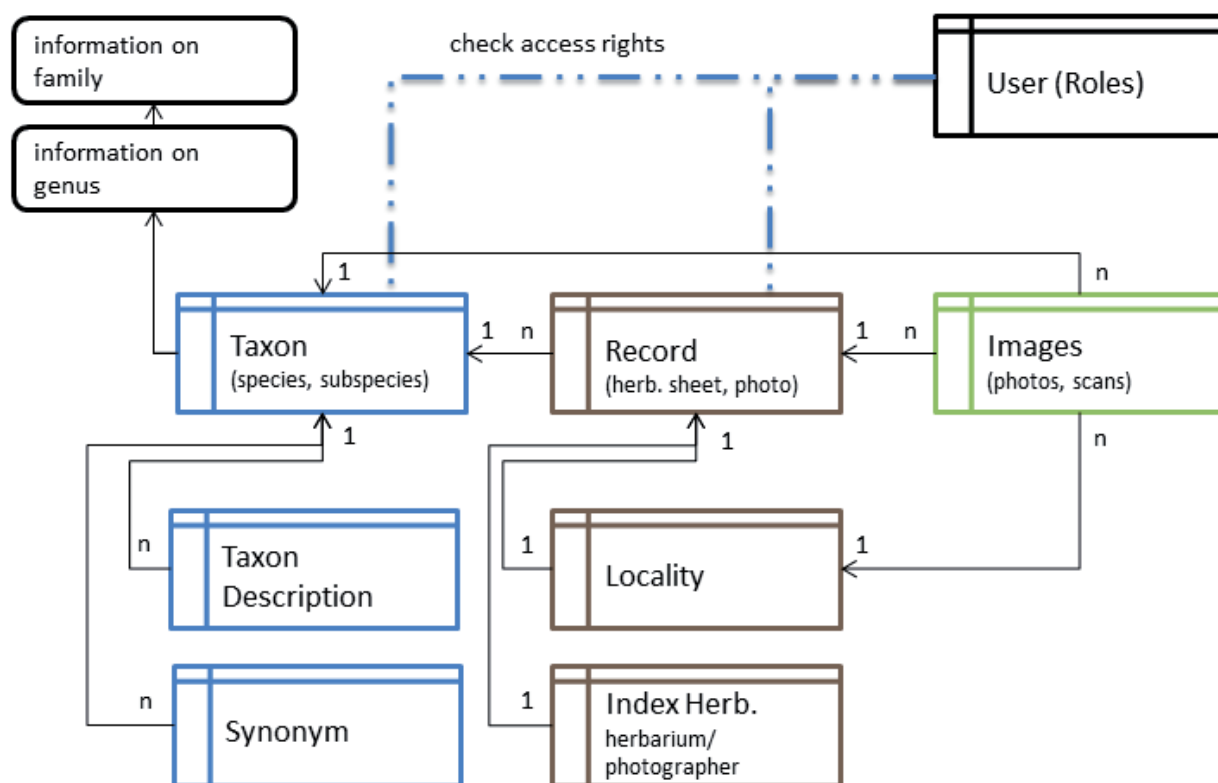 information on
family
check access rights
User (Roles)
information on
genus
1
n
Taxon
(species, subspecies)
1
n
Record
(herb. sheet, photo)
1
n
Images
(photos, scans)
1
1
n
n
Taxon
Description
1
Locality
1
n
Synonym
1
Index Herb.
herbarium/
photographer